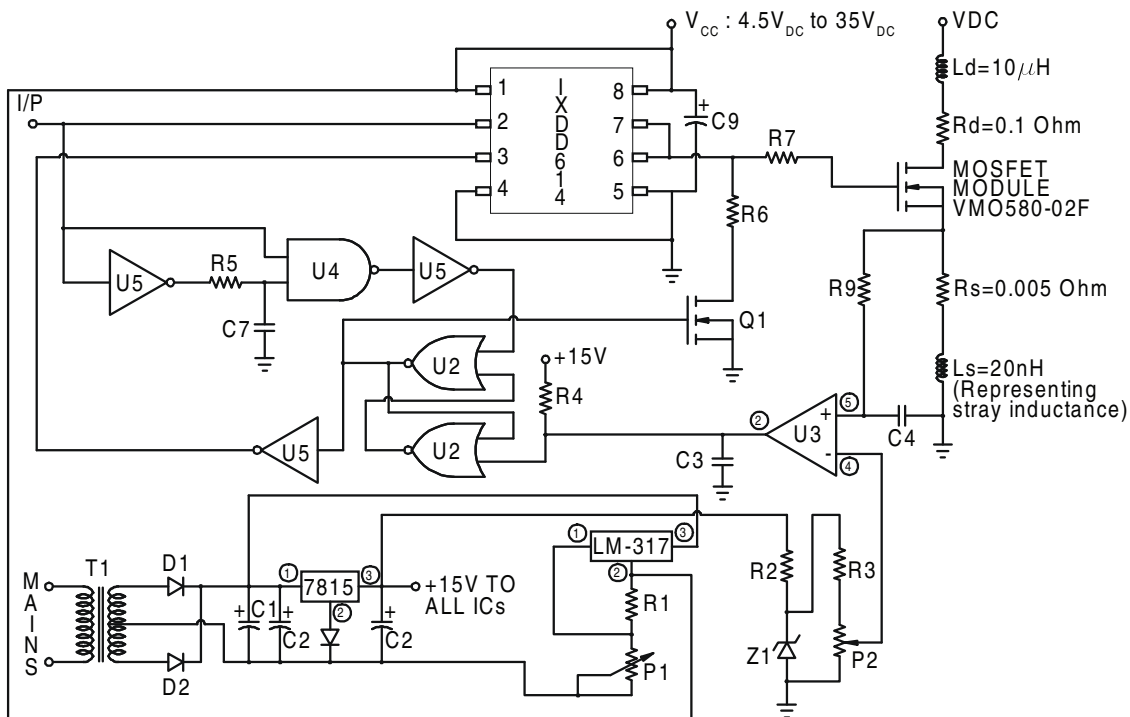 V_CC : 4.5V_DC to 35V_DC
VDC
Ld=10μH
Rd=0.1 Ohm
MOSFET
MODULE
VMO580-02F
I/P
1
2
3
4
IXDD614
8
7
6
5
+
C9
R7
R6
R9
Rs=0.005 Ohm
Ls=20nH
(Representing
stray inductance)
U5
R5
C7
U4
U5
Q1
U2
+15V
R4
U2
U5
C3
2
U3
+
-
5
4
C4
MAINS
T1
D1
D2
+
C1
+
C2
1
7815
3
2
+
C2
+15V TO
ALL ICs
1
LM-317
3
2
R1
P1
R2
Z1
R3
P2